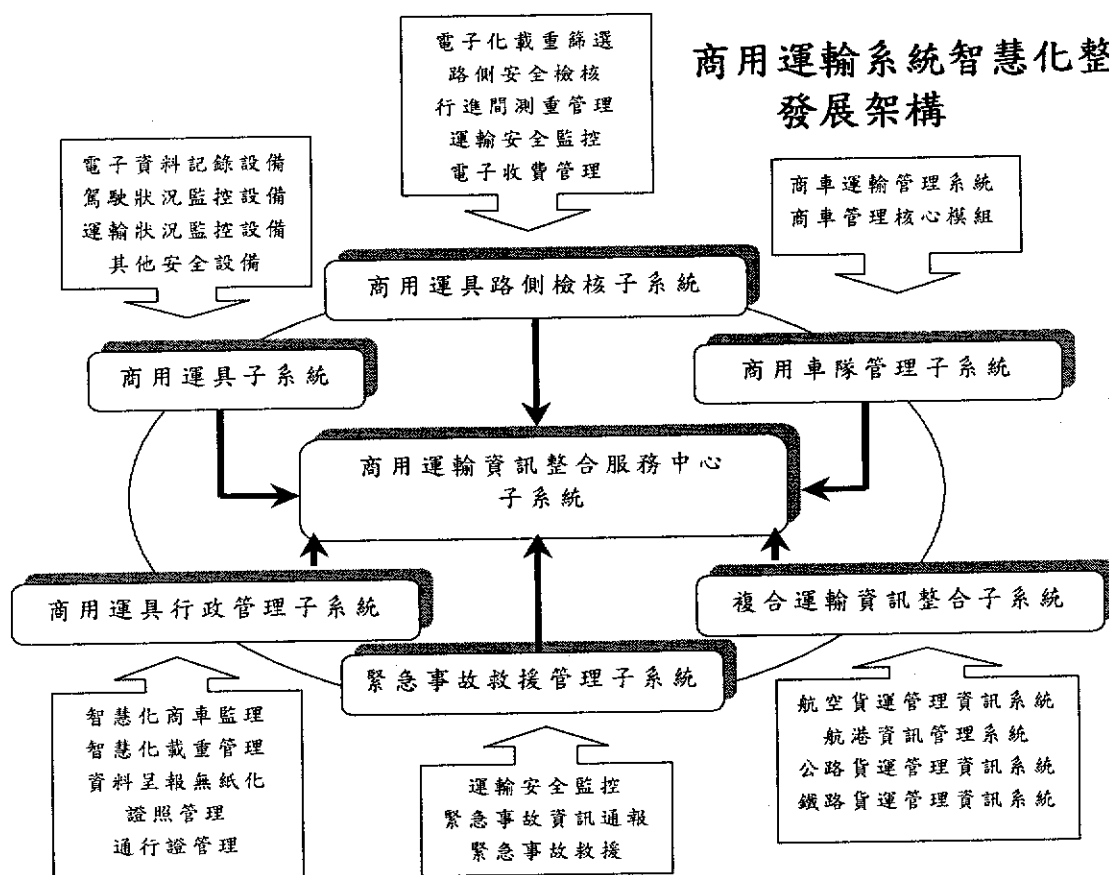 商用運輸系統智慧化整
發展架構
電子化載重篩選
路側安全檢核
行進間測重管理
運輸安全監控
電子收費管理
電子資料記錄設備
駕駛狀況監控設備
運輸狀況監控設備
其他安全設備
商車運輸管理系統
商車管理核心模組
商用運具路側檢核子系統
商用運具子系統
商用車隊管理子系統
商用運輸資訊整合服務中心
子系統
商用運具行政管理子系統
複合運輸資訊整合子系統
緊急事故救援管理子系統
智慧化商車監理
智慧化載重管理
資料呈報無紙化
證照管理
通行證管理
運輸安全監控
緊急事故資訊通報
緊急事故救援
航空貨運管理資訊系統
航港資訊管理系統
公路貨運管理資訊系統
鐵路貨運管理資訊系統